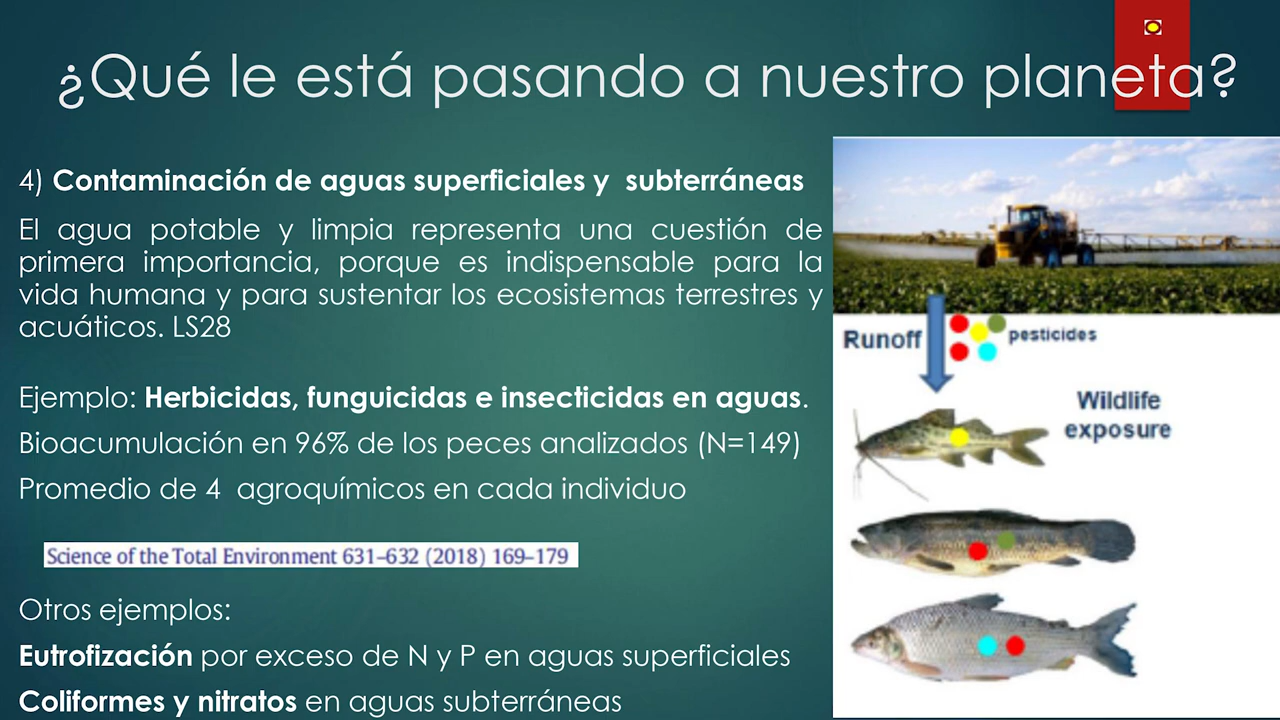 ¿Qué le está pasando a nuestro planeta?
4) Contaminación de aguas superficiales y subterráneas
El agua potable y limpia representa una cuestión de
primera importancia, porque es indispensable para la
vida humana y para sustentar los ecosistemas terrestres y
acuáticos. LS28
Ejemplo: Herbicidas, funguicidas e insecticidas en aguas.
Bioacumulación en 96% de los peces analizados (N=149)
Promedio de 4 agroquímicos en cada individuo
Science of the Total Environment 631–632 (2018) 169–179
Otros ejemplos:
Eutrofización por exceso de N y P en aguas superficiales
Coliformes y nitratos en aguas subterráneas
Runoff
pesticides
Wildlife
exposure